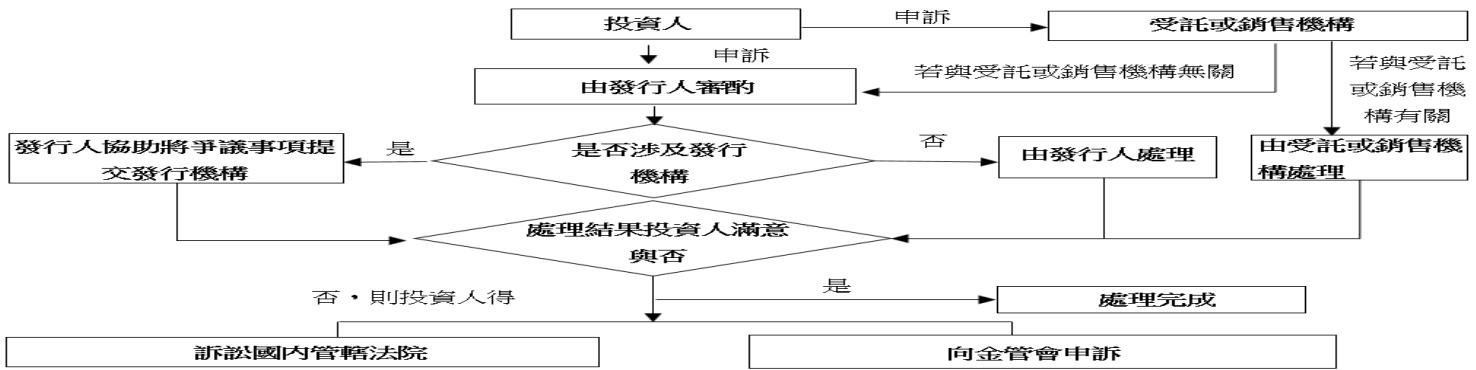 投資人
申訴
受託或銷售機構
申訴
若與受託或銷售機構無關
若與受託
或銷售機
構有關
由發行人審酌
發行人協助將爭議事項提
交發行機構
是
是否涉及發行
機構
否
由發行人處理
由受託或銷售機
構處理
處理結果投資人滿意
與否
否，則投資人得
是
處理完成
訴訟國內管轄法院
向金管會申訴